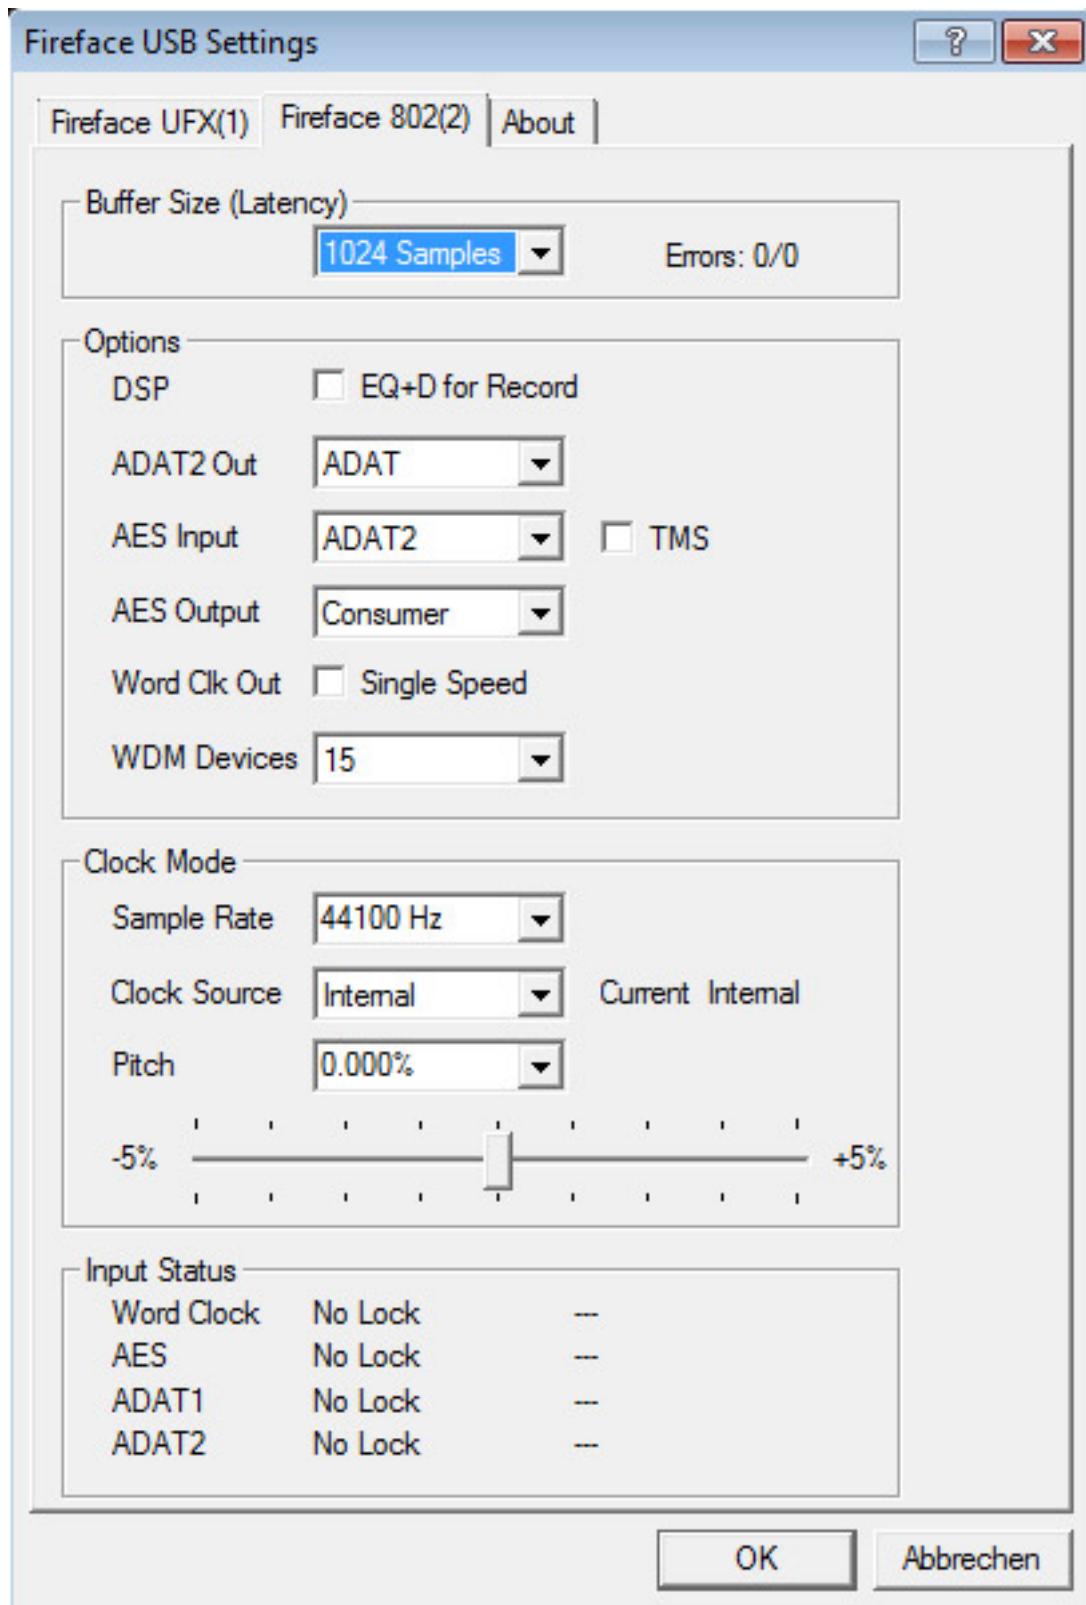 Fireface USB Settings
Fireface UFX(1) Fireface 802(2) About
Buffer Size (Latency)
1024 Samples Errors: 0/0
Options
DSP EQ+D for Record
ADAT2 Out ADAT
AES Input ADAT2 TMS
AES Output Consumer
Word Clk Out Single Speed
WDM Devices 15
Clock Mode
Sample Rate 44100 Hz
Clock Source Internal Current Internal
Pitch 0.000%
-5% +5%
Input Status
Word Clock No Lock ---
AES No Lock ---
ADAT1 No Lock ---
ADAT2 No Lock ---
OK Abbrechen